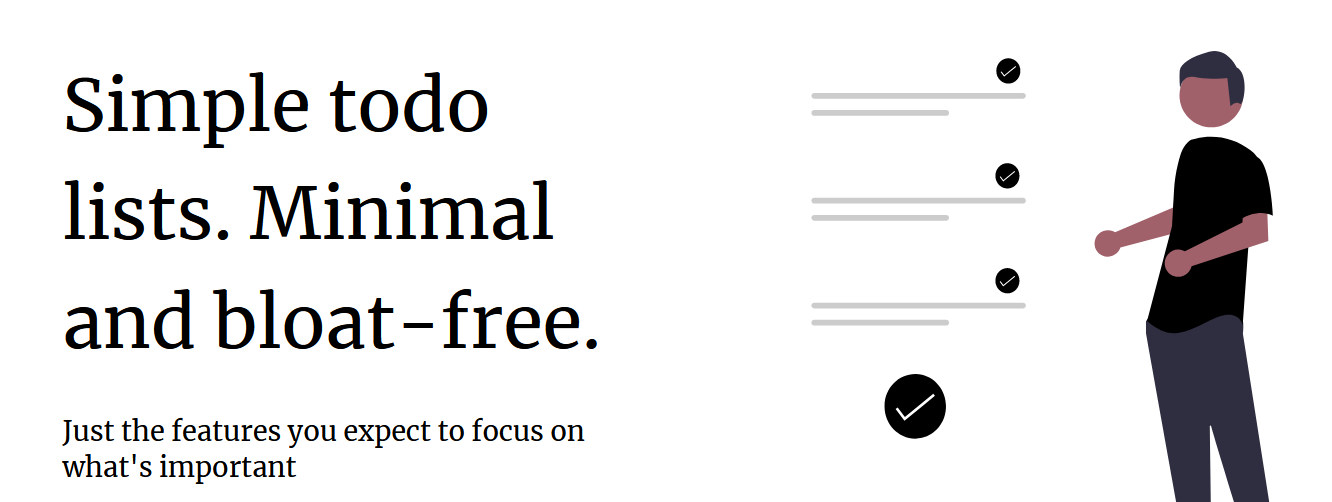 Simple todo
lists. Minimal
and bloat-free.
Just the features you expect to focus on
what's important